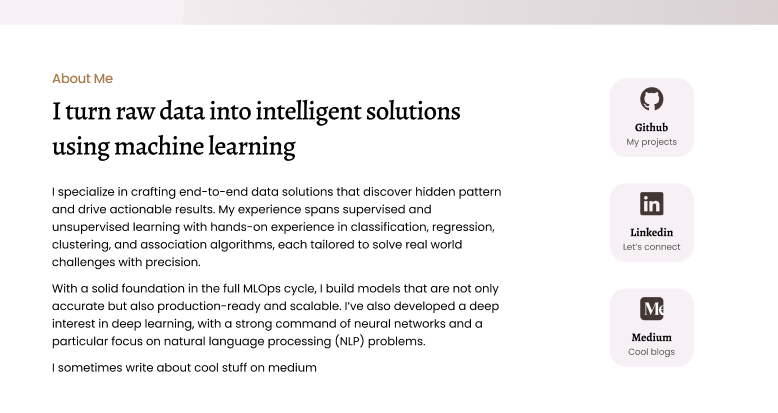 About Me
I turn raw data into intelligent solutions
using machine learning
I specialize in crafting end-to-end data solutions that discover hidden pattern
and drive actionable results. My experience spans supervised and
unsupervised learning with hands-on experience in classification, regression,
clustering, and association algorithms, each tailored to solve real world
challenges with precision.
With a solid foundation in the full MLOps cycle, I build models that are not only
accurate but also production-ready and scalable. I've also developed a deep
interest in deep learning, with a strong command of neural networks and a
particular focus on natural language processing (NLP) problems.
I sometimes write about cool stuff on medium
Github
My projects
in
Linkedin
Let's connect
Me
Medium
Cool blogs